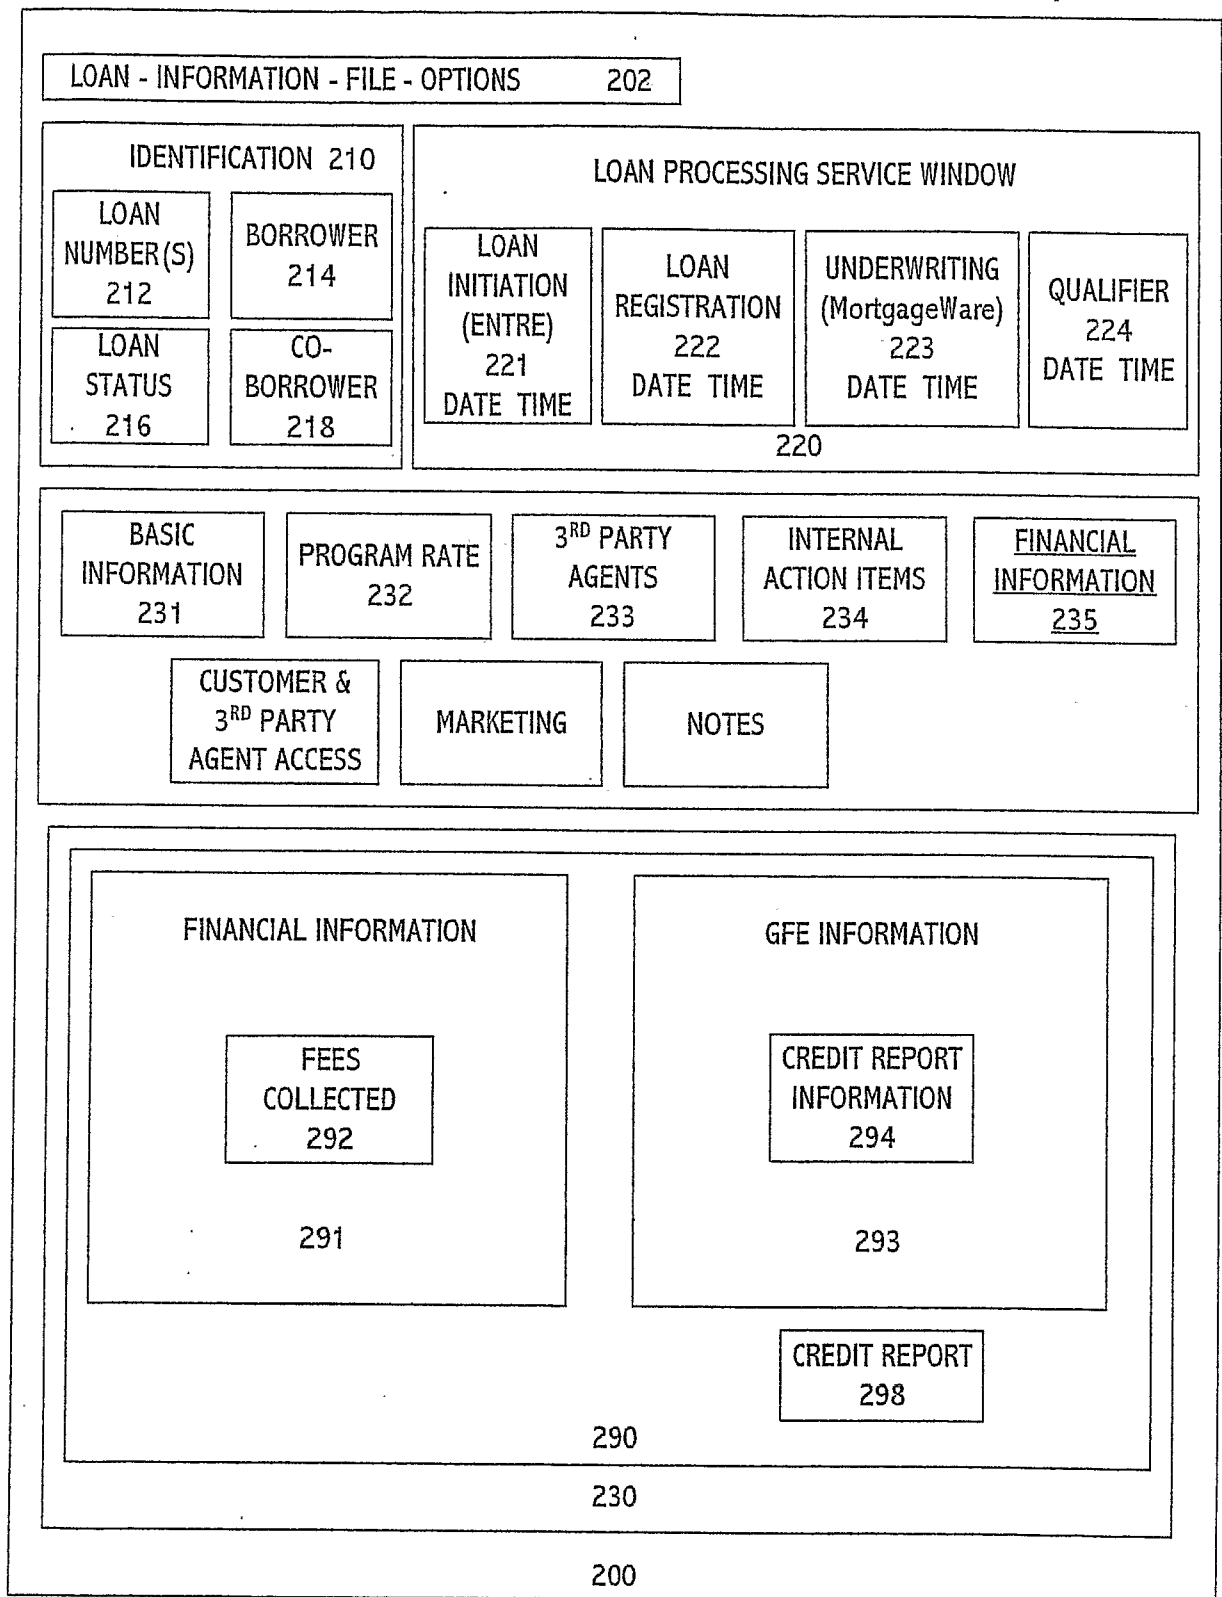 LOAN - INFORMATION - FILE - OPTIONS 202
IDENTIFICATION 210
LOAN
NUMBER(S)
212
BORROWER
214
LOAN
STATUS
216
CO-
BORROWER
218
LOAN PROCESSING SERVICE WINDOW
LOAN
INITIATION
(ENTRE)
221
DATE TIME
LOAN
REGISTRATION
222
DATE TIME
UNDERWRITING
(MortgageWare)
223
DATE TIME
QUALIFIER
224
DATE TIME
220
BASIC
INFORMATION
231
PROGRAM RATE
232
3RD PARTY
AGENTS
233
INTERNAL
ACTION ITEMS
234
FINANCIAL
INFORMATION
235
CUSTOMER &
3RD PARTY
AGENT ACCESS
MARKETING
NOTES
FINANCIAL INFORMATION
FEES
COLLECTED
292
291
GFE INFORMATION
CREDIT REPORT
INFORMATION
294
293
CREDIT REPORT
298
290
230
200